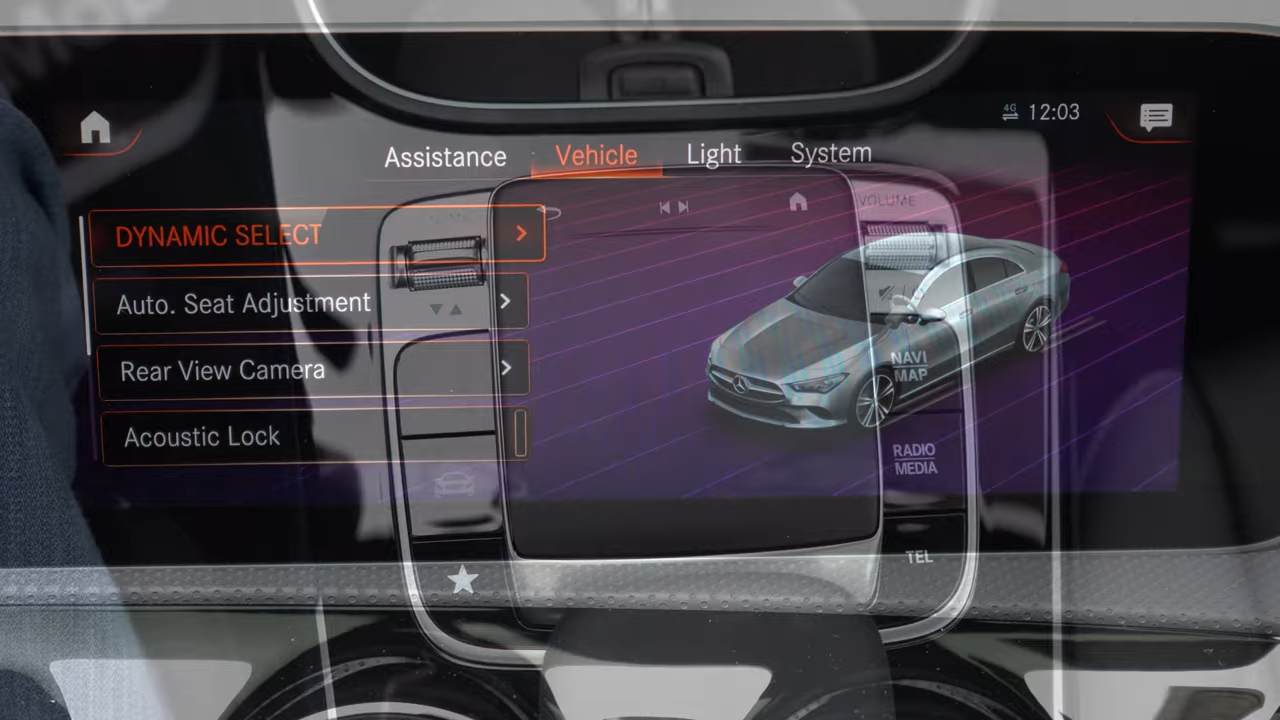 4G 12:03
Assistance Vehicle Light System
DYNAMIC SELECT
Auto. Seat Adjustment
Rear View Camera
Acoustic Lock
VOLUME
NAVI
MAP
RADIO
MEDIA
TEL